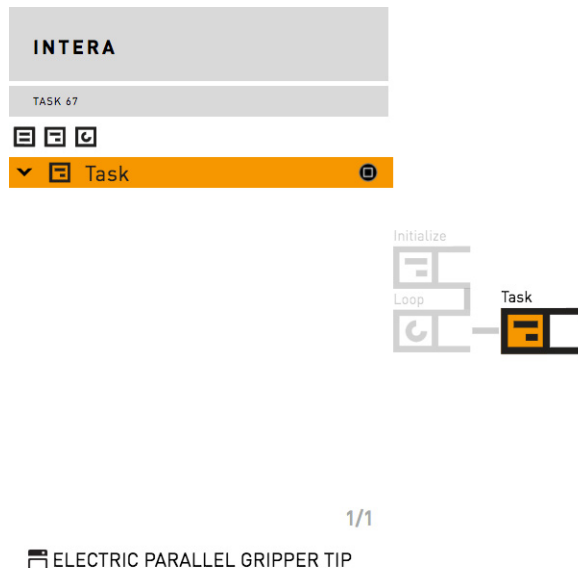 INTERA
TASK 67
Task
Initialize
Loop
Task
1/1
ELECTRIC PARALLEL GRIPPER TIP